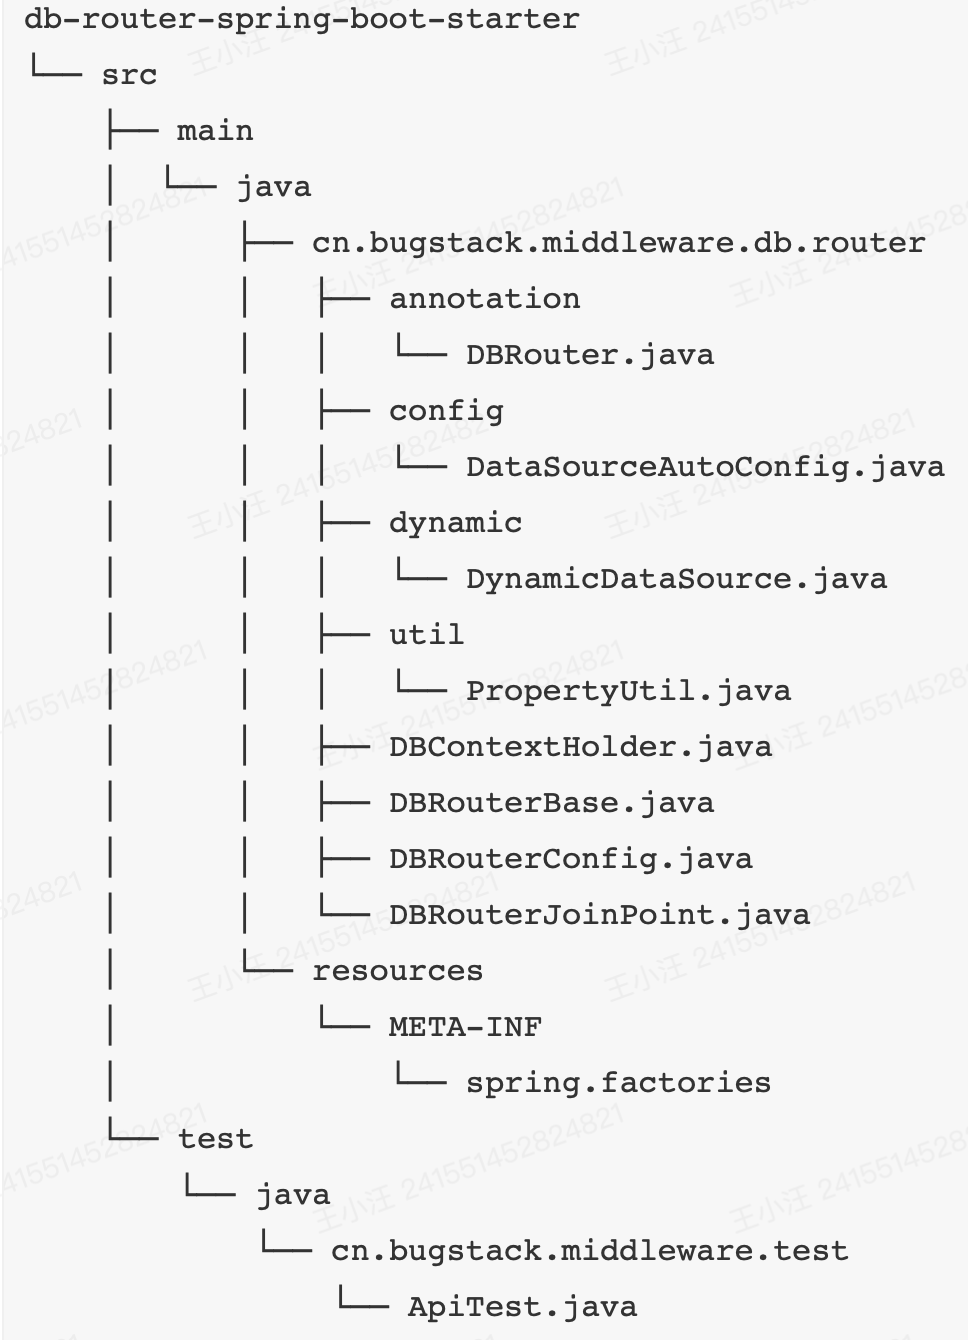 db-router-spring-boot-starter
└── src
    ├── main
    │   └── java
    │       ├── cn.bugstack.middleware.db.router
    │       │   ├── annotation
    │       │   │   └── DBRouter.java
    │       │   ├── config
    │       │   │   └── DataSourceAutoConfig.java
    │       │   ├── dynamic
    │       │   │   └── DynamicDataSource.java
    │       │   ├── util
    │       │   │   └── PropertyUtil.java
    │       │   ├── DBContextHolder.java
    │       │   ├── DBRouterBase.java
    │       │   ├── DBRouterConfig.java
    │       │   └── DBRouterJoinPoint.java
    │       └── resources
    │           └── META-INF
    │               └── spring.factories
    └── test
        └── java
            └── cn.bugstack.middleware.test
                └── ApiTest.java
王小汪 241551452824821